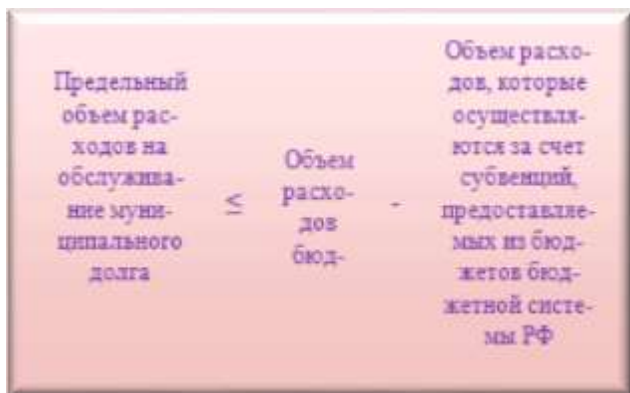 Предельный
объем рас-
ходов на
обслужива-
ние муни-
ципального
долга
≤
Объем
расхо-
дов
бюд-
-
Объем расхо-
дов, которые
осуществля-
ются за счет
субвенций,
предоставляе-
мых из бюд-
жетов бюд-
жетной систе-
мы РФ